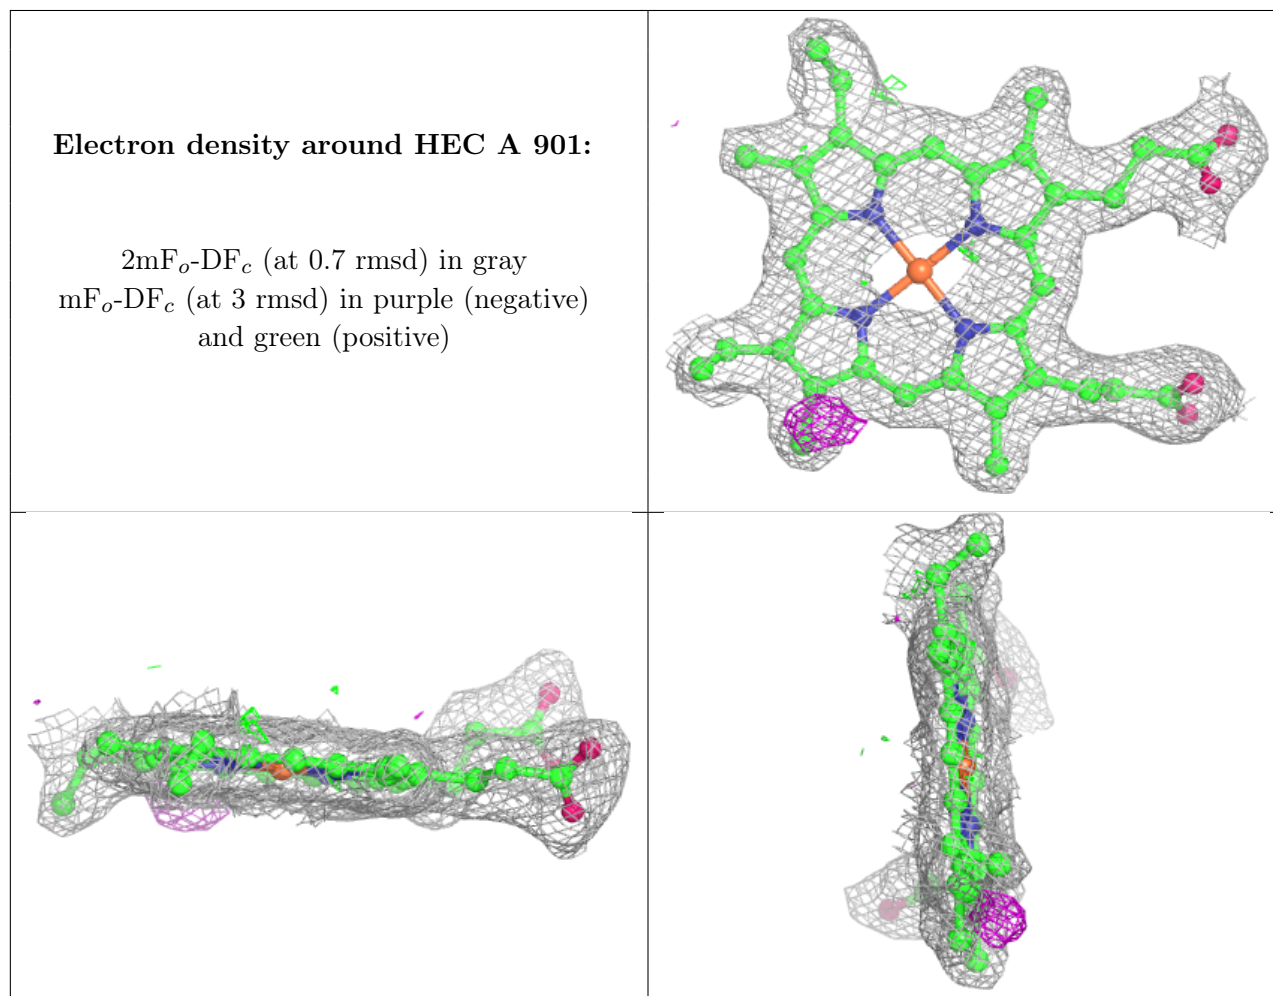 Electron density around HEC A 901:
2mFo-DFc (at 0.7 rmsd) in gray
mFo-DFc (at 3 rmsd) in purple (negative)
and green (positive)